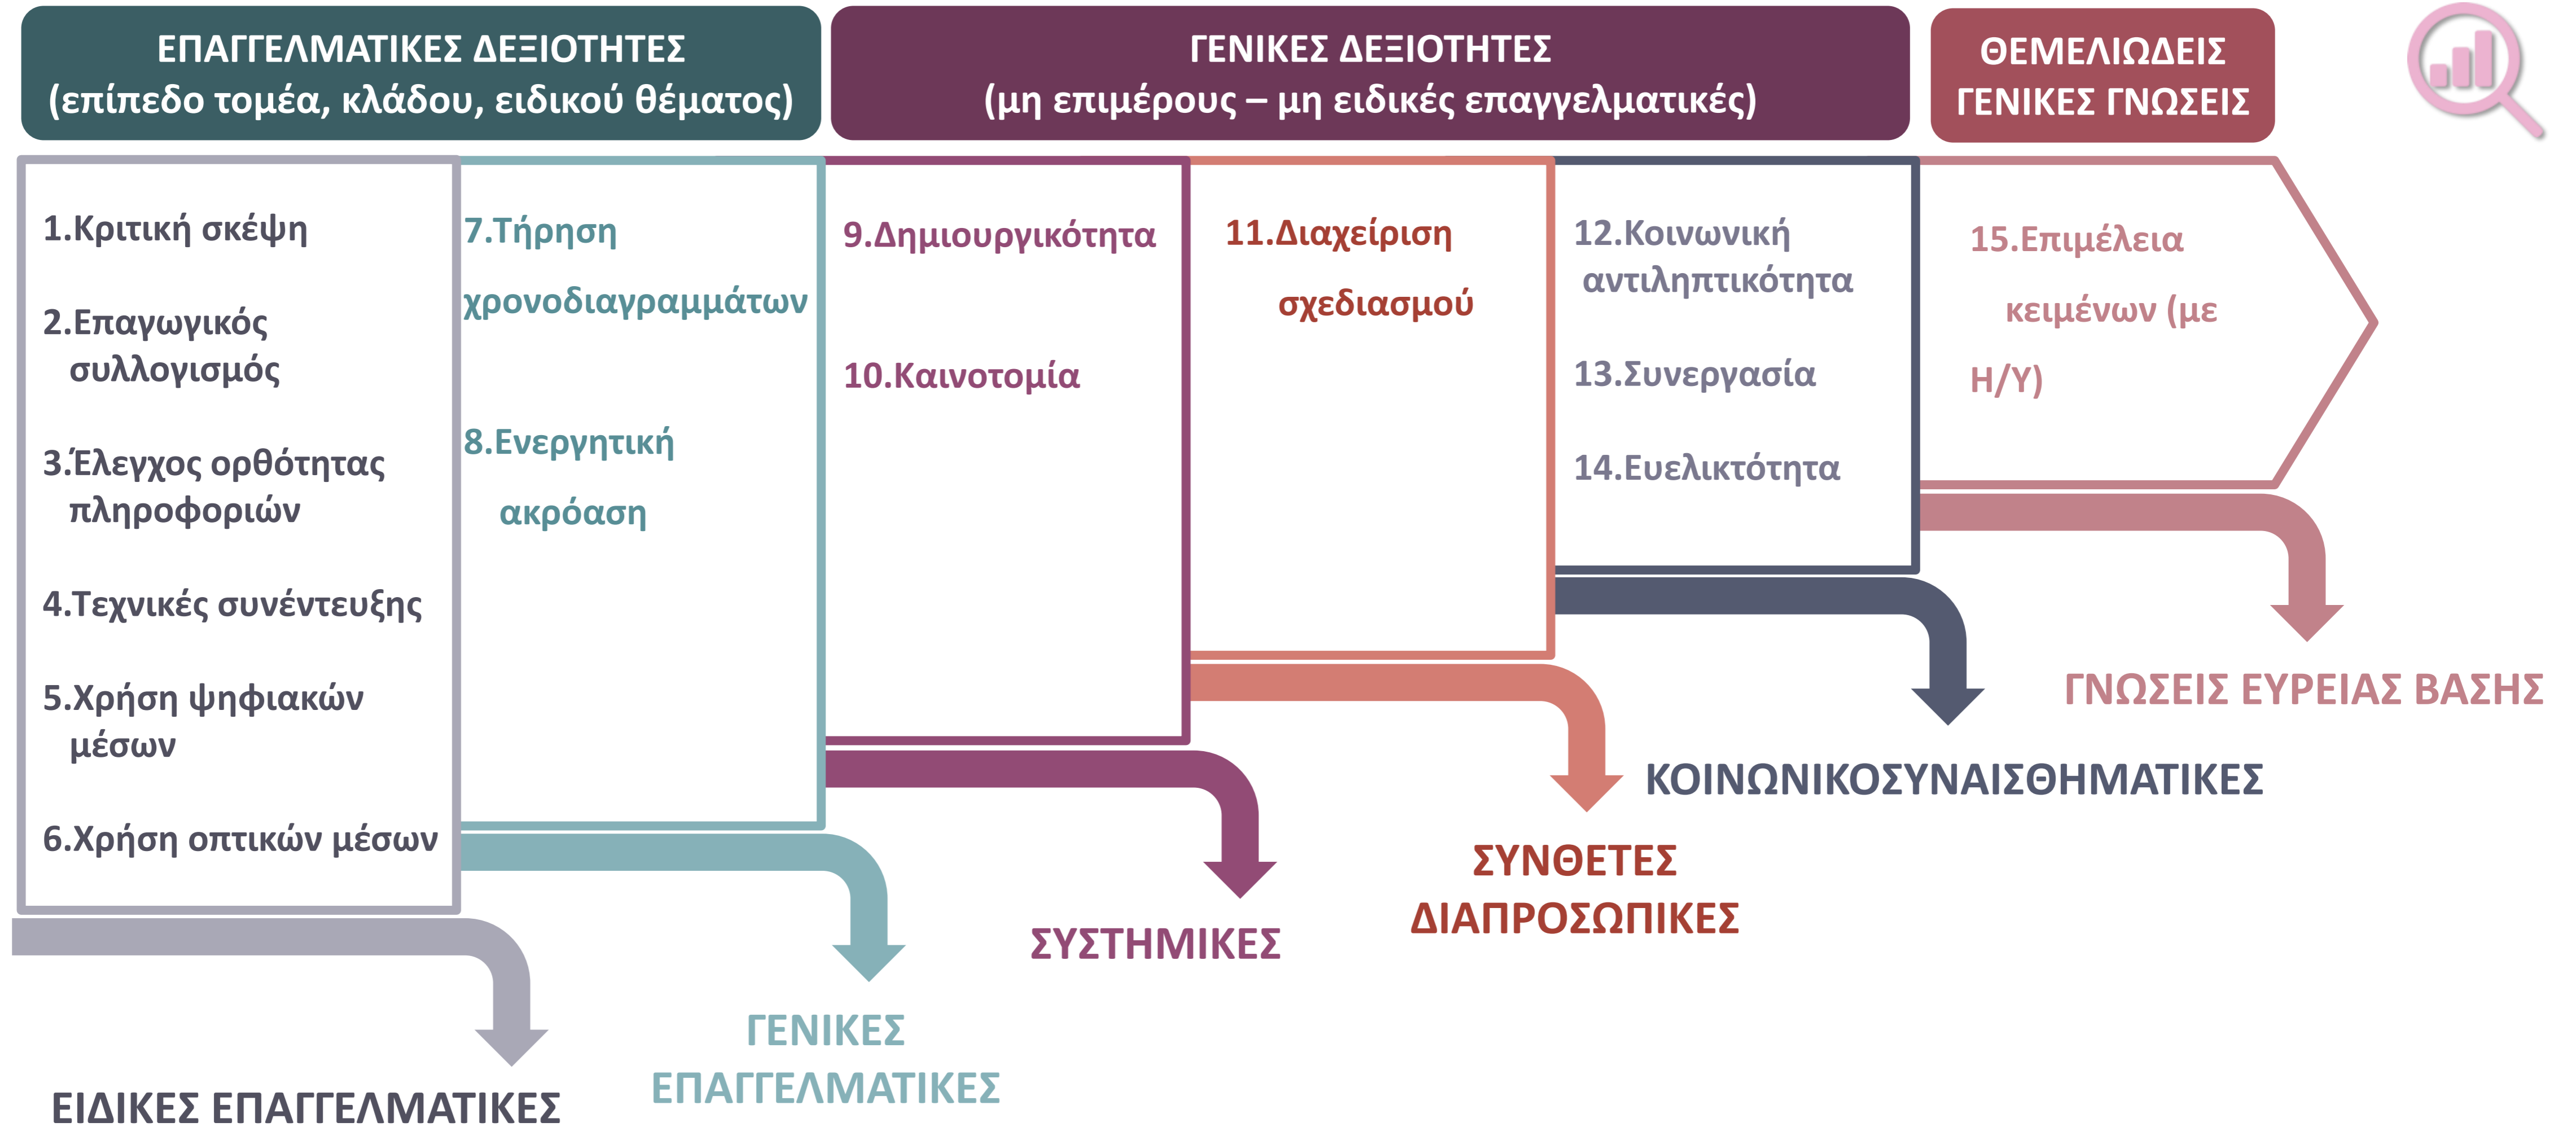 ΕΠΑΓΓΕΛΜΑΤΙΚΕΣ ΔΕΞΙΟΤΗΤΕΣ
(επίπεδο τομέα, κλάδου, ειδικού θέματος)
ΓΕΝΙΚΕΣ ΔΕΞΙΟΤΗΤΕΣ
(μη επιμέρους – μη ειδικές επαγγελματικές)
ΘΕΜΕΛΙΩΔΕΙΣ
ΓΕΝΙΚΕΣ ΓΝΩΣΕΙΣ
1.Κριτική σκέψη
2.Επαγωγικός
συλλογισμός
3.Έλεγχος ορθότητας
πληροφοριών
4.Τεχνικές συνέντευξης
5.Χρήση ψηφιακών
μέσων
6.Χρήση οπτικών μέσων
ΕΙΔΙΚΕΣ ΕΠΑΓΓΕΛΜΑΤΙΚΕΣ
7.Τήρηση
χρονοδιαγραμμάτων
8.Ενεργητική
ακρόαση
ΓΕΝΙΚΕΣ
ΕΠΑΓΓΕΛΜΑΤΙΚΕΣ
9.Δημιουργικότητα
10.Καινοτομία
ΣΥΣΤΗΜΙΚΕΣ
11.Διαχείριση
σχεδιασμού
ΣΥΝΘΕΤΕΣ
ΔΙΑΠΡΟΣΩΠΙΚΕΣ
12.Κοινωνική
αντιληπτικότητα
13.Συνεργασία
14.Ευελικτότητα
ΚΟΙΝΩΝΙΚΟΣΥΝΑΙΣΘΗΜΑΤΙΚΕΣ
15.Επιμέλεια
κειμένων (με
Η/Υ)
ΓΝΩΣΕΙΣ ΕΥΡΕΙΑΣ ΒΑΣΗΣ